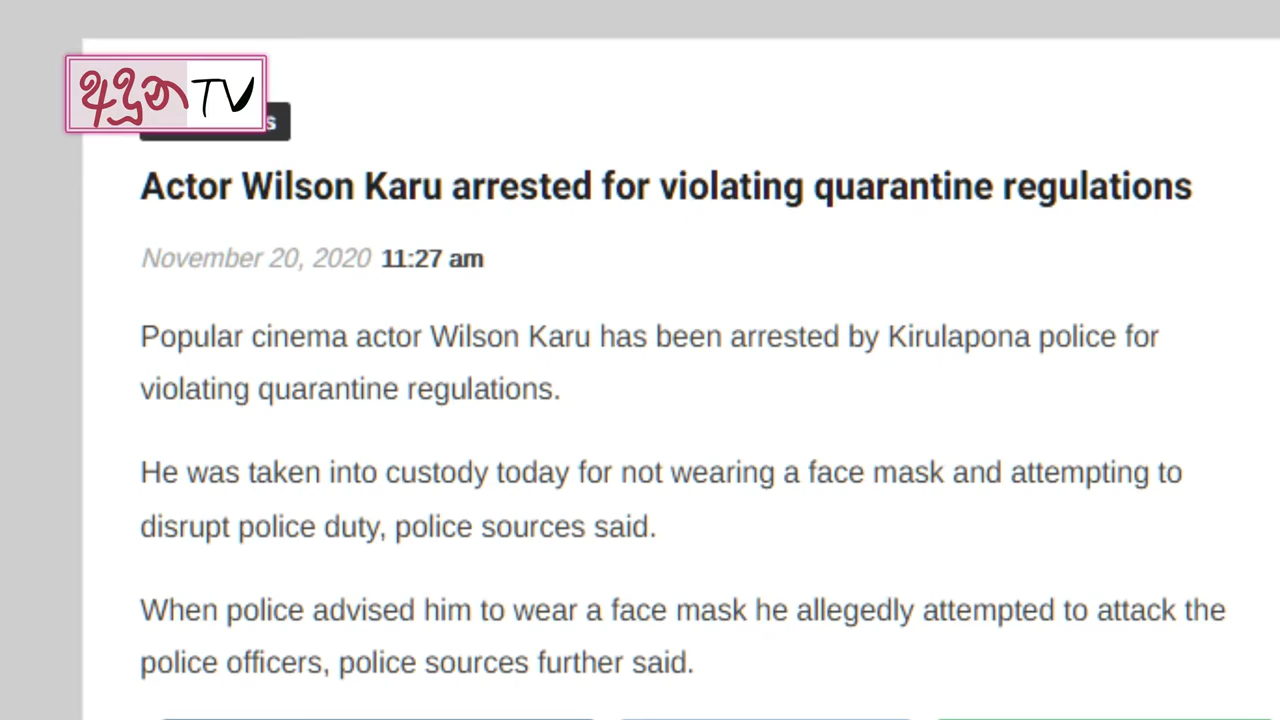 අදුන TV
s
Actor Wilson Karu arrested for violating quarantine regulations
November 20, 2020 11:27 am
Popular cinema actor Wilson Karu has been arrested by Kirulapona police for
violating quarantine regulations.
He was taken into custody today for not wearing a face mask and attempting to
disrupt police duty, police sources said.
When police advised him to wear a face mask he allegedly attempted to attack the
police officers, police sources further said.